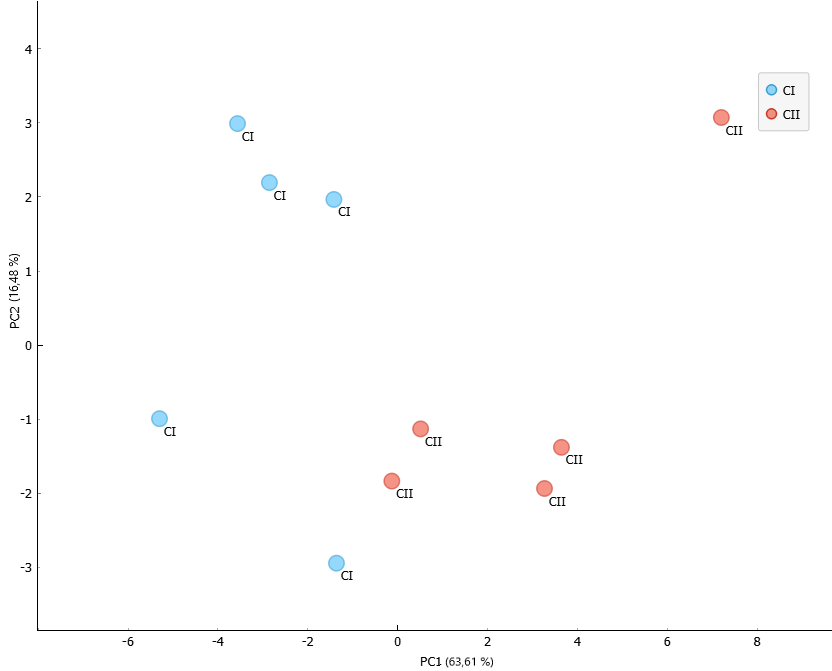 4
CI
CII
3
CI
CII
2
CI
CI
1
PC2 (16,48 %)
0
-1
CI
CII
CII
-2
CII
CII
-3
CI
-6
-4
-2
0
2
4
6
8
PC1 (63,61 %)